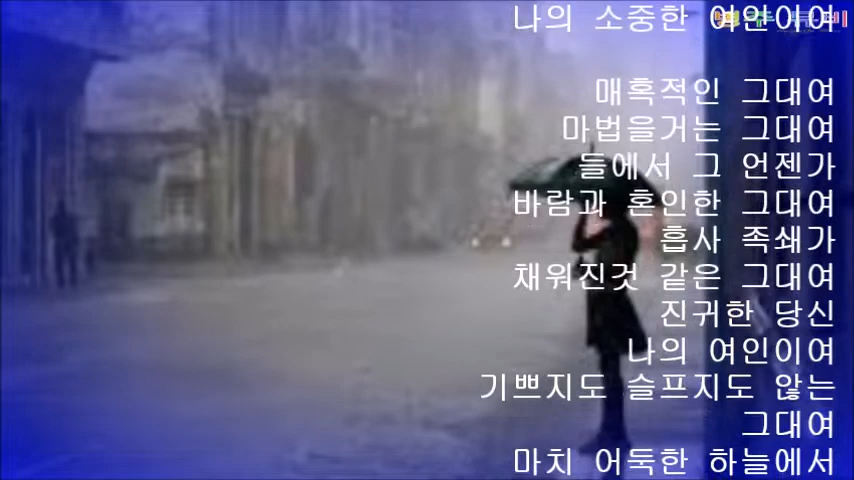 나의 소중한 여인이여
매혹적인 그대여
마법을거는 그대여
들에서 그 언젠가
바람과 혼인한 그대여
흡사 족쇄가
채워진것 같은 그대여
진귀한 당신
나의 여인이여
기쁘지도 슬프지도 않는
그대여
마치 어둑한 하늘에서